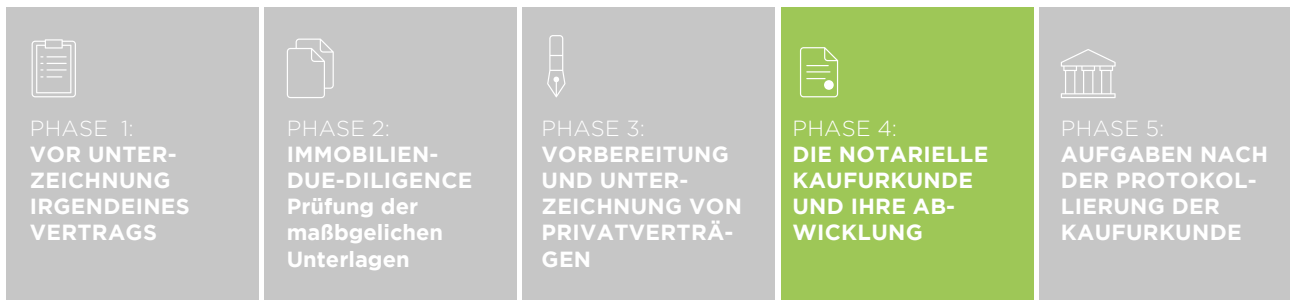 PHASE 1:
VOR UNTER-
ZEICHNUNG
IRGENDEINES
VERTRAGS
PHASE 2:
IMMOBILIEN-
DUE-DILIGENCE
Prüfung der
maßbgelichen
Unterlagen
PHASE 3:
VORBEREITUNG
UND UNTER-
ZEICHNUNG VON
PRIVATVERTRÄ-
GEN
PHASE 4:
DIE NOTARIELLE
KAUFURKUNDE
UND IHRE AB-
WICKLUNG
PHASE 5:
AUFGABEN NACH
DER PROTOKOL-
LIERUNG DER
KAUFURKUNDE